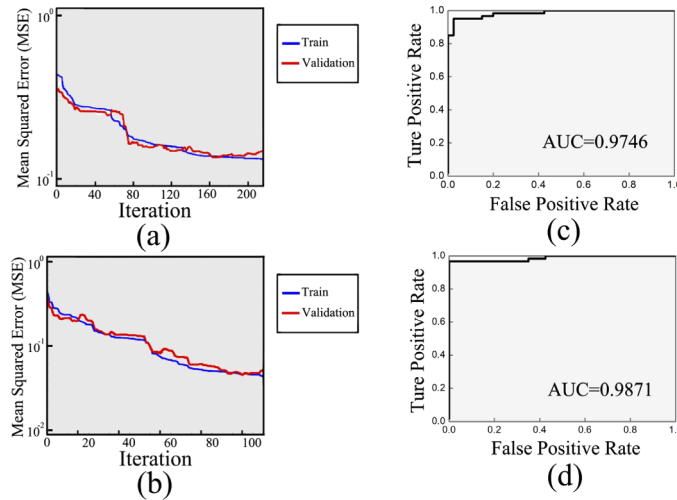 Mean Squared Error (MSE)
10⁰
10⁻¹
0 40 80 120 160 200
Iteration
(a)
Train
Validation
Ture Positive Rate
1.0
0.8
0.6
0.4
0.2
0.0
0.0 0.2 0.4 0.6 0.8 1.0
AUC=0.9746
False Positive Rate
(c)
Mean Squared Error (MSE)
10⁰
10⁻¹
10⁻²
0 20 40 60 80 100
Iteration
(b)
Train
Validation
Ture Positive Rate
1.0
0.8
0.6
0.4
0.2
0.0
0.0 0.2 0.4 0.6 0.8 1.0
AUC=0.9871
False Positive Rate
(d)